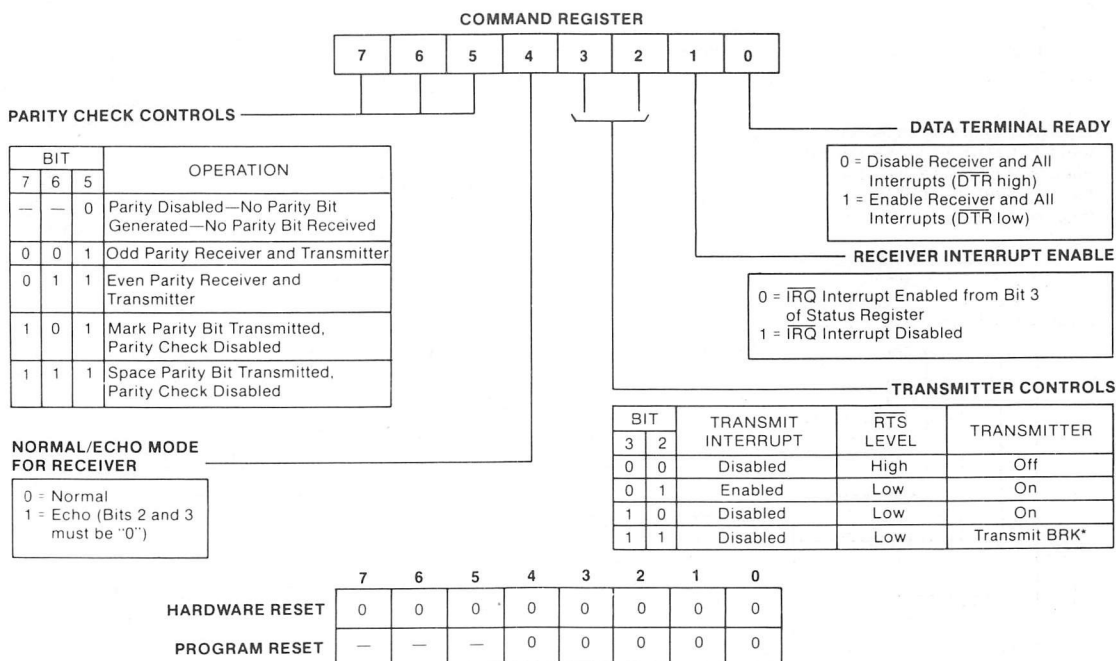 COMMAND REGISTER
7 6 5 4 3 2 1 0
PARITY CHECK CONTROLS
BIT
OPERATION
7 6 5
— — 0 Parity Disabled—No Parity Bit
Generated—No Parity Bit Received
0 0 1 Odd Parity Receiver and Transmitter
0 1 1 Even Parity Receiver and
Transmitter
1 0 1 Mark Parity Bit Transmitted,
Parity Check Disabled
1 1 1 Space Parity Bit Transmitted,
Parity Check Disabled
NORMAL/ECHO MODE
FOR RECEIVER
0 = Normal
1 = Echo (Bits 2 and 3
must be "0")
DATA TERMINAL READY
0 = Disable Receiver and All
Interrupts (D̅T̅R̅ high)
1 = Enable Receiver and All
Interrupts (D̅T̅R̅ low)
RECEIVER INTERRUPT ENABLE
0 = I̅R̅Q̅ Interrupt Enabled from Bit 3
of Status Register
1 = I̅R̅Q̅ Interrupt Disabled
TRANSMITTER CONTROLS
BIT
3 2
TRANSMIT
INTERRUPT
R̅T̅S̅
LEVEL
TRANSMITTER
0 0 Disabled High Off
0 1 Enabled Low On
1 0 Disabled Low On
1 1 Disabled Low Transmit BRK*
7 6 5 4 3 2 1 0
HARDWARE RESET 0 0 0 0 0 0 0 0
PROGRAM RESET — — — 0 0 0 0 0